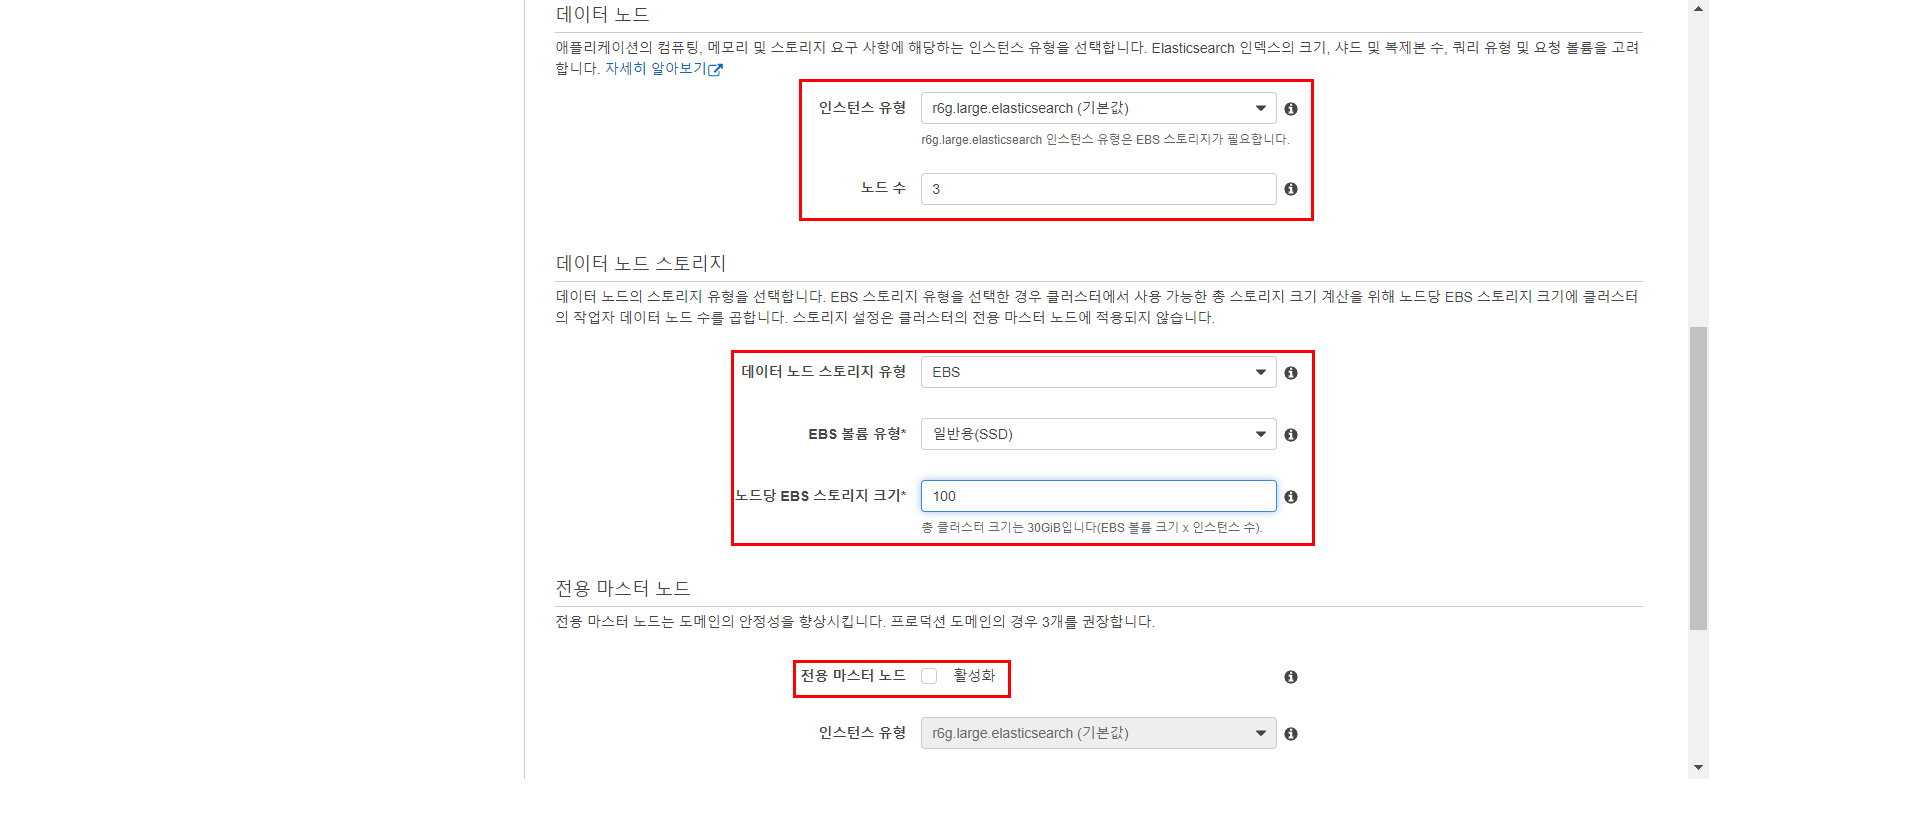 데이터 노드
애플리케이션의 컴퓨팅, 메모리 및 스토리지 요구 사항에 해당하는 인스턴스 유형을 선택합니다. Elasticsearch 인덱스의 크기, 샤드 및 복제본 수, 쿼리 유형 및 요청 볼륨을 고려
합니다. 자세히 알아보기
인스턴스 유형 r6g.large.elasticsearch (기본값)
r6g.large.elasticsearch 인스턴스 유형은 EBS 스토리지가 필요합니다.
노드 수 3
데이터 노드 스토리지
데이터 노드의 스토리지 유형을 선택합니다. EBS 스토리지 유형을 선택한 경우 클러스터에서 사용 가능한 총 스토리지 크기 계산을 위해 노드당 EBS 스토리지 크기에 클러스터
의 작업자 데이터 노드 수를 곱합니다. 스토리지 설정은 클러스터의 전용 마스터 노드에 적용되지 않습니다.
데이터 노드 스토리지 유형 EBS
EBS 볼륨 유형* 일반용(SSD)
노드당 EBS 스토리지 크기* 100
총 클러스터 크기는 30GiB입니다(EBS 볼륨 크기 x 인스턴스 수).
전용 마스터 노드
전용 마스터 노드는 도메인의 안정성을 향상시킵니다. 프로덕션 도메인의 경우 3개를 권장합니다.
전용 마스터 노드 활성화
인스턴스 유형 r6g.large.elasticsearch (기본값)